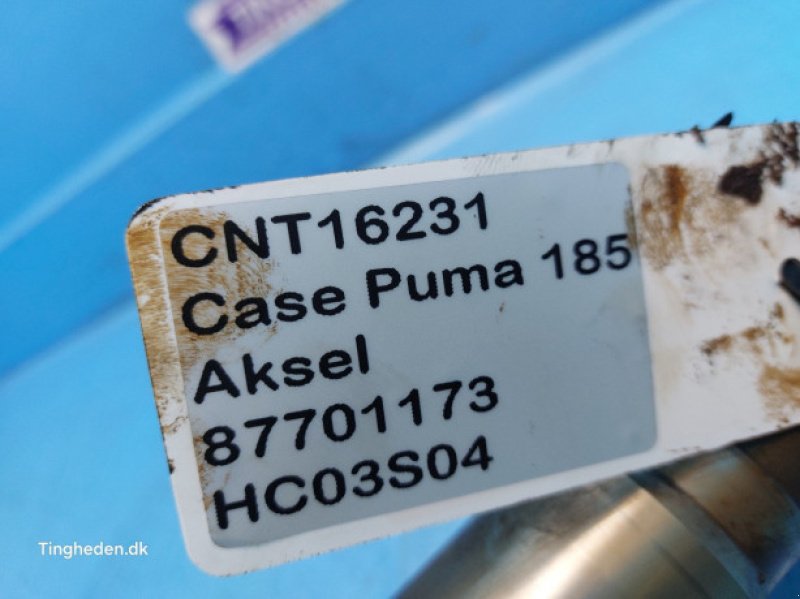 CNT16231
Case Puma 185
Aksel
87701173
HC03S04
Tingheden.dk